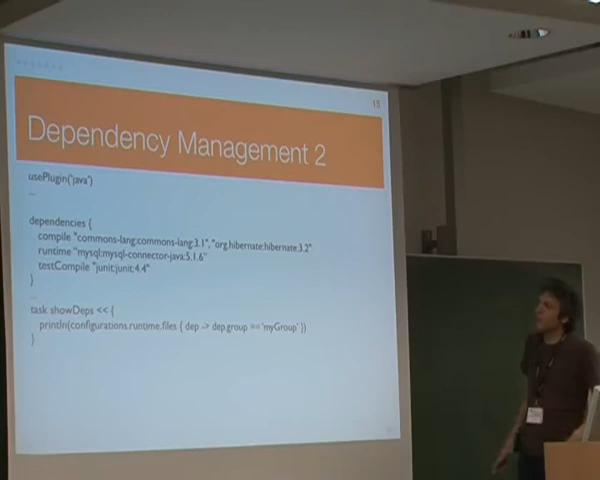 15
Dependency Management 2
usePlugin('java')
...
dependencies {
compile "commons-lang:commons-lang:3.1", "org.hibernate:hibernate:3.2"
runtime "mysql:mysql-connector-java:5.1.6"
testCompile "junit:junit:4.4"
}
...
task showDeps << {
println(configurations.runtime.files { dep -> dep.group == 'myGroup' })
}